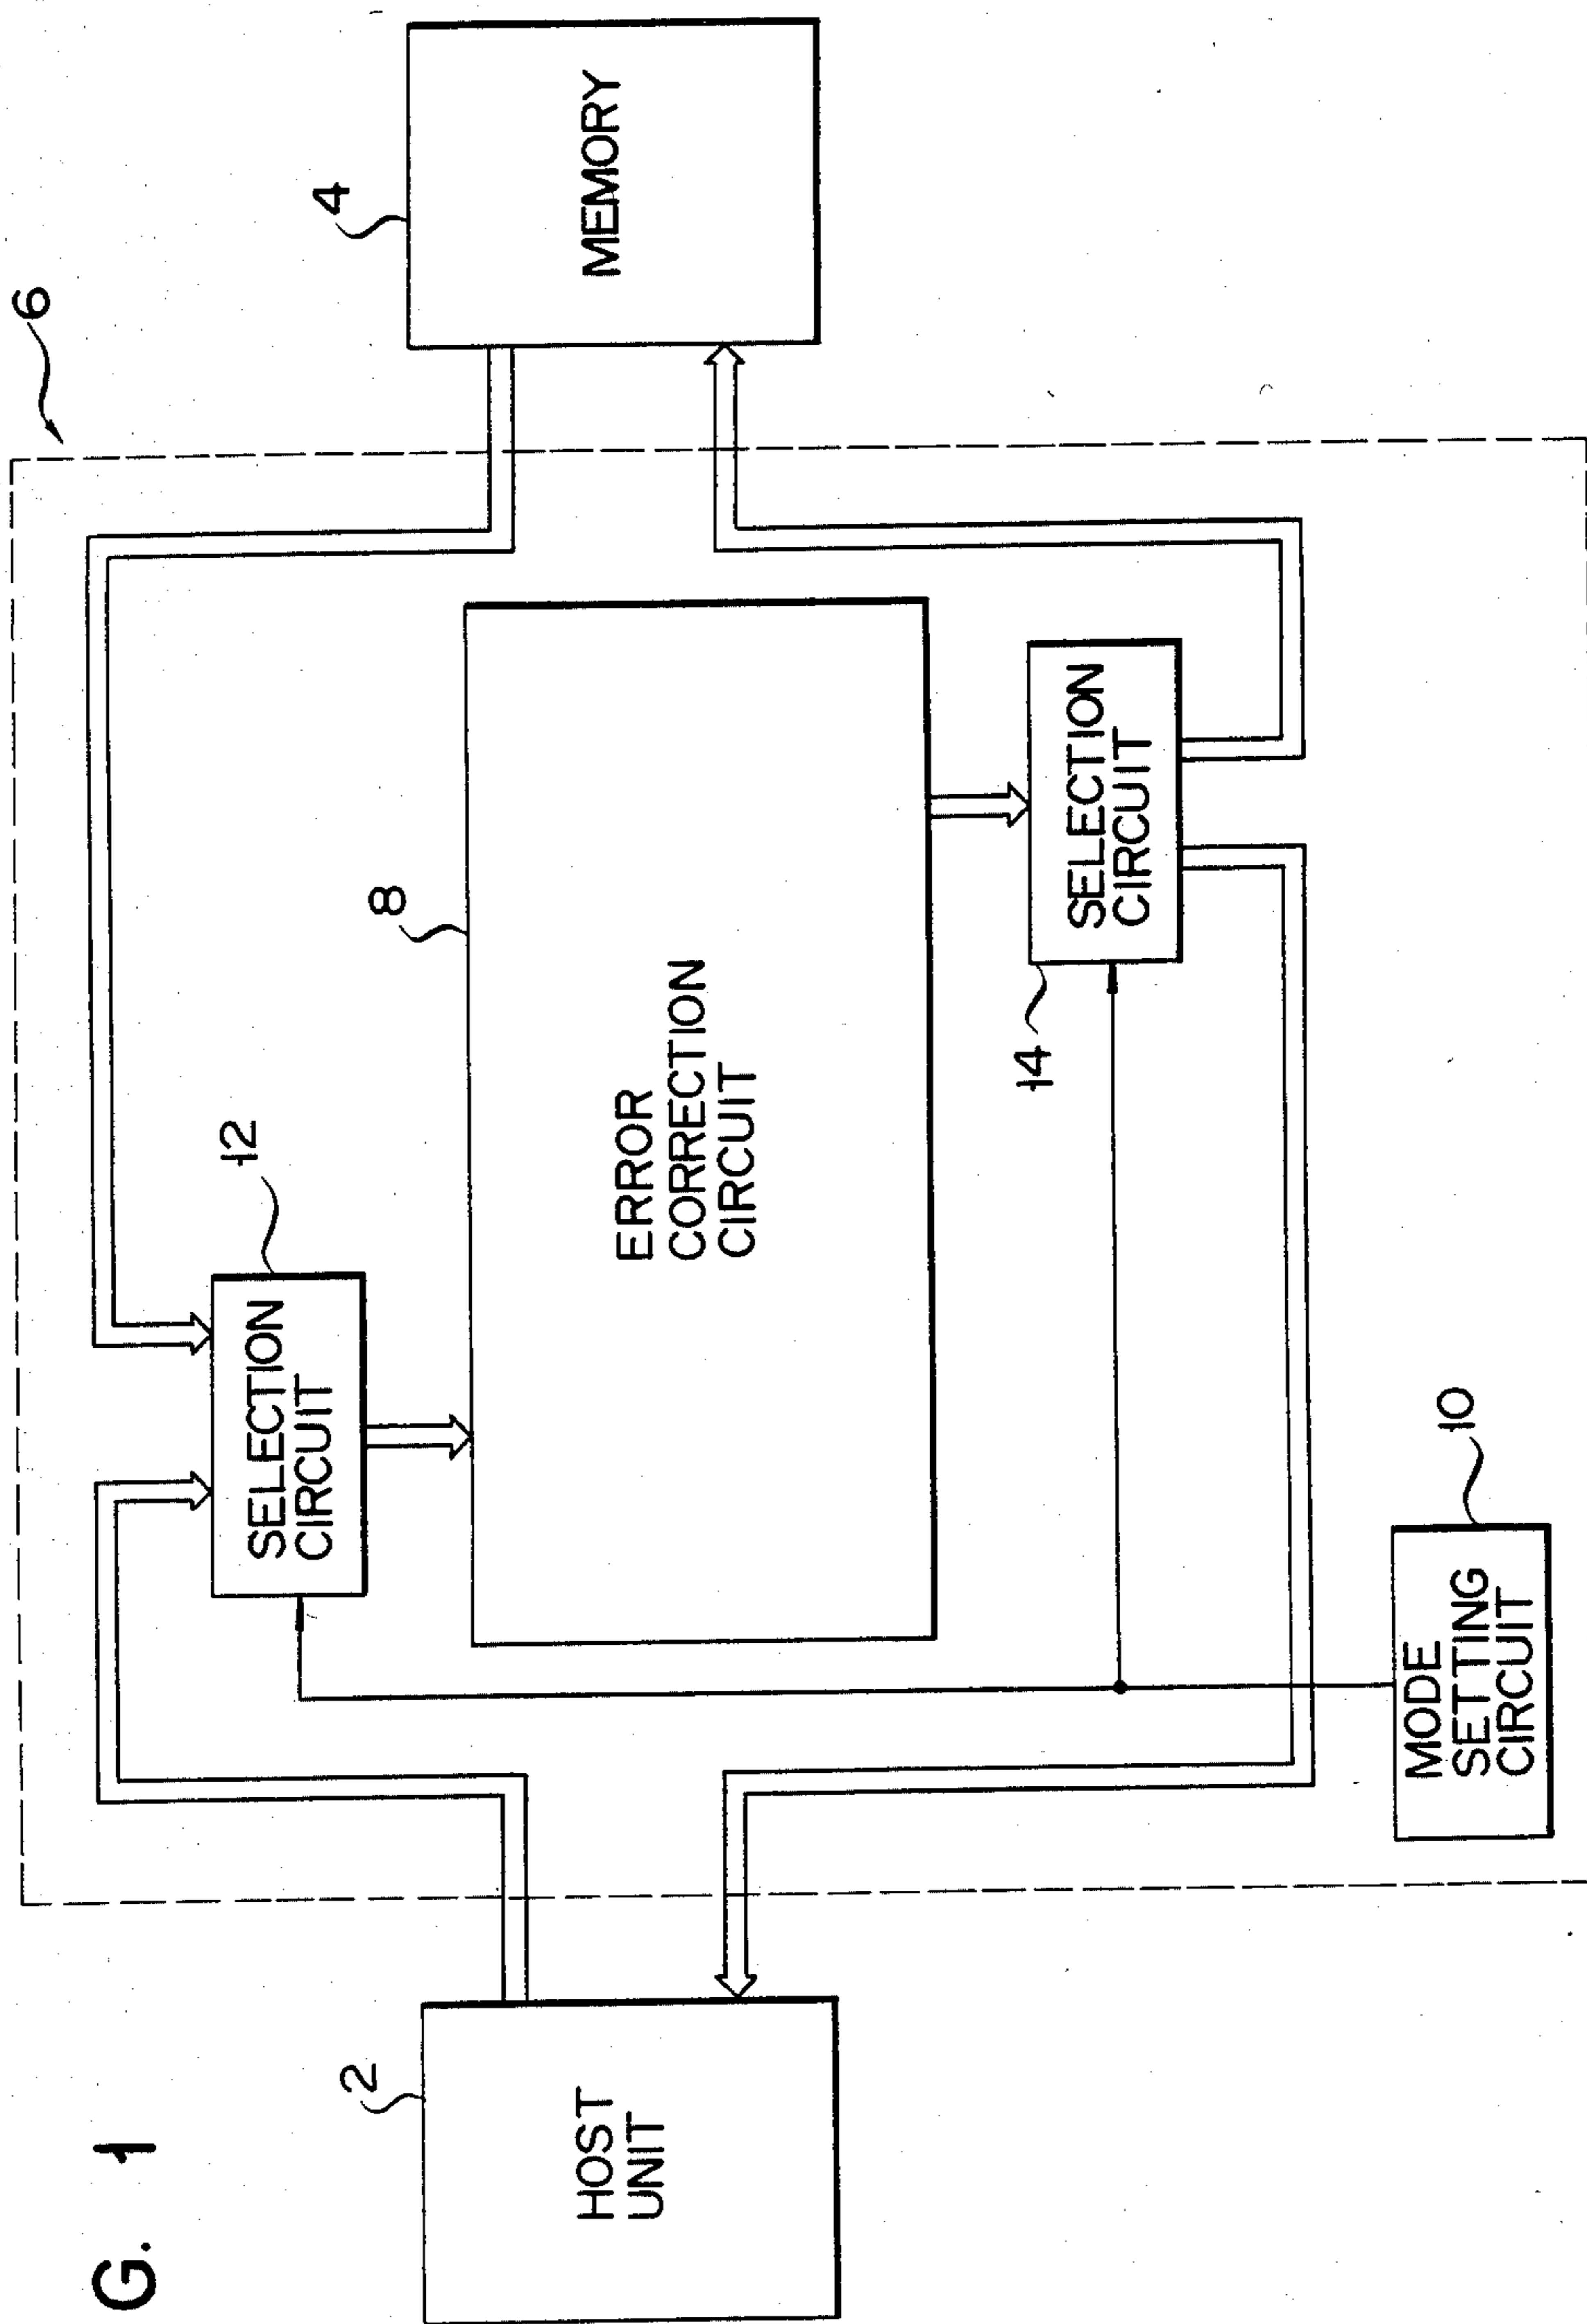 G. 1
6
4
MEMORY
12
SELECTION
CIRCUIT
8
ERROR
CORRECTION
CIRCUIT
2
HOST
UNIT
14
SELECTION
CIRCUIT
10
MODE
SETTING
CIRCUIT